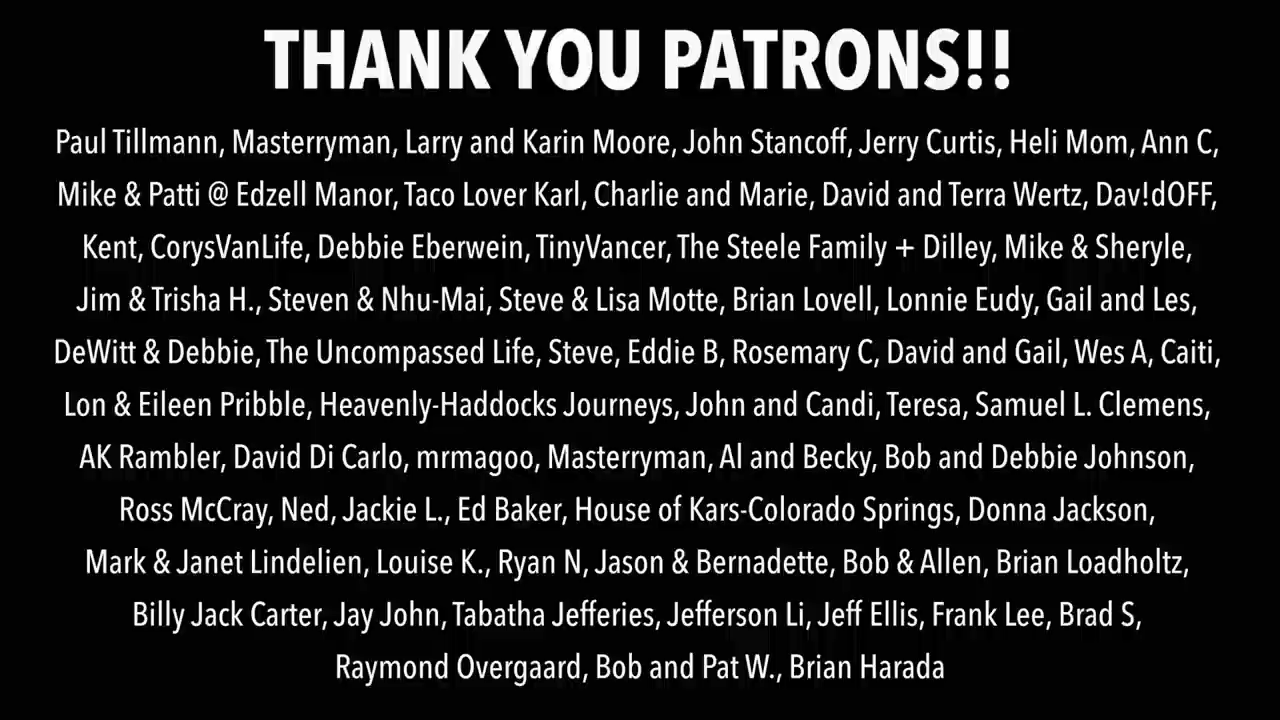 THANK YOU PATRONS!!
Paul Tillmann, Masterryman, Larry and Karin Moore, John Stancoff, Jerry Curtis, Heli Mom, Ann C,
Mike & Patti @ Edzell Manor, Taco Lover Karl, Charlie and Marie, David and Terra Wertz, Dav!dOFF,
Kent, CorysVanLife, Debbie Eberwein, TinyVancer, The Steele Family + Dilley, Mike & Sheryle,
Jim & Trisha H., Steven & Nhu-Mai, Steve & Lisa Motte, Brian Lovell, Lonnie Eudy, Gail and Les,
DeWitt & Debbie, The Uncompassed Life, Steve, Eddie B, Rosemary C, David and Gail, Wes A, Caiti,
Lon & Eileen Pribble, Heavenly-Haddocks Journeys, John and Candi, Teresa, Samuel L. Clemens,
AK Rambler, David Di Carlo, mrmagoo, Masterryman, Al and Becky, Bob and Debbie Johnson,
Ross McCray, Ned, Jackie L., Ed Baker, House of Kars-Colorado Springs, Donna Jackson,
Mark & Janet Lindelien, Louise K., Ryan N, Jason & Bernadette, Bob & Allen, Brian Loadholtz,
Billy Jack Carter, Jay John, Tabatha Jefferies, Jefferson Li, Jeff Ellis, Frank Lee, Brad S,
Raymond Overgaard, Bob and Pat W., Brian Harada